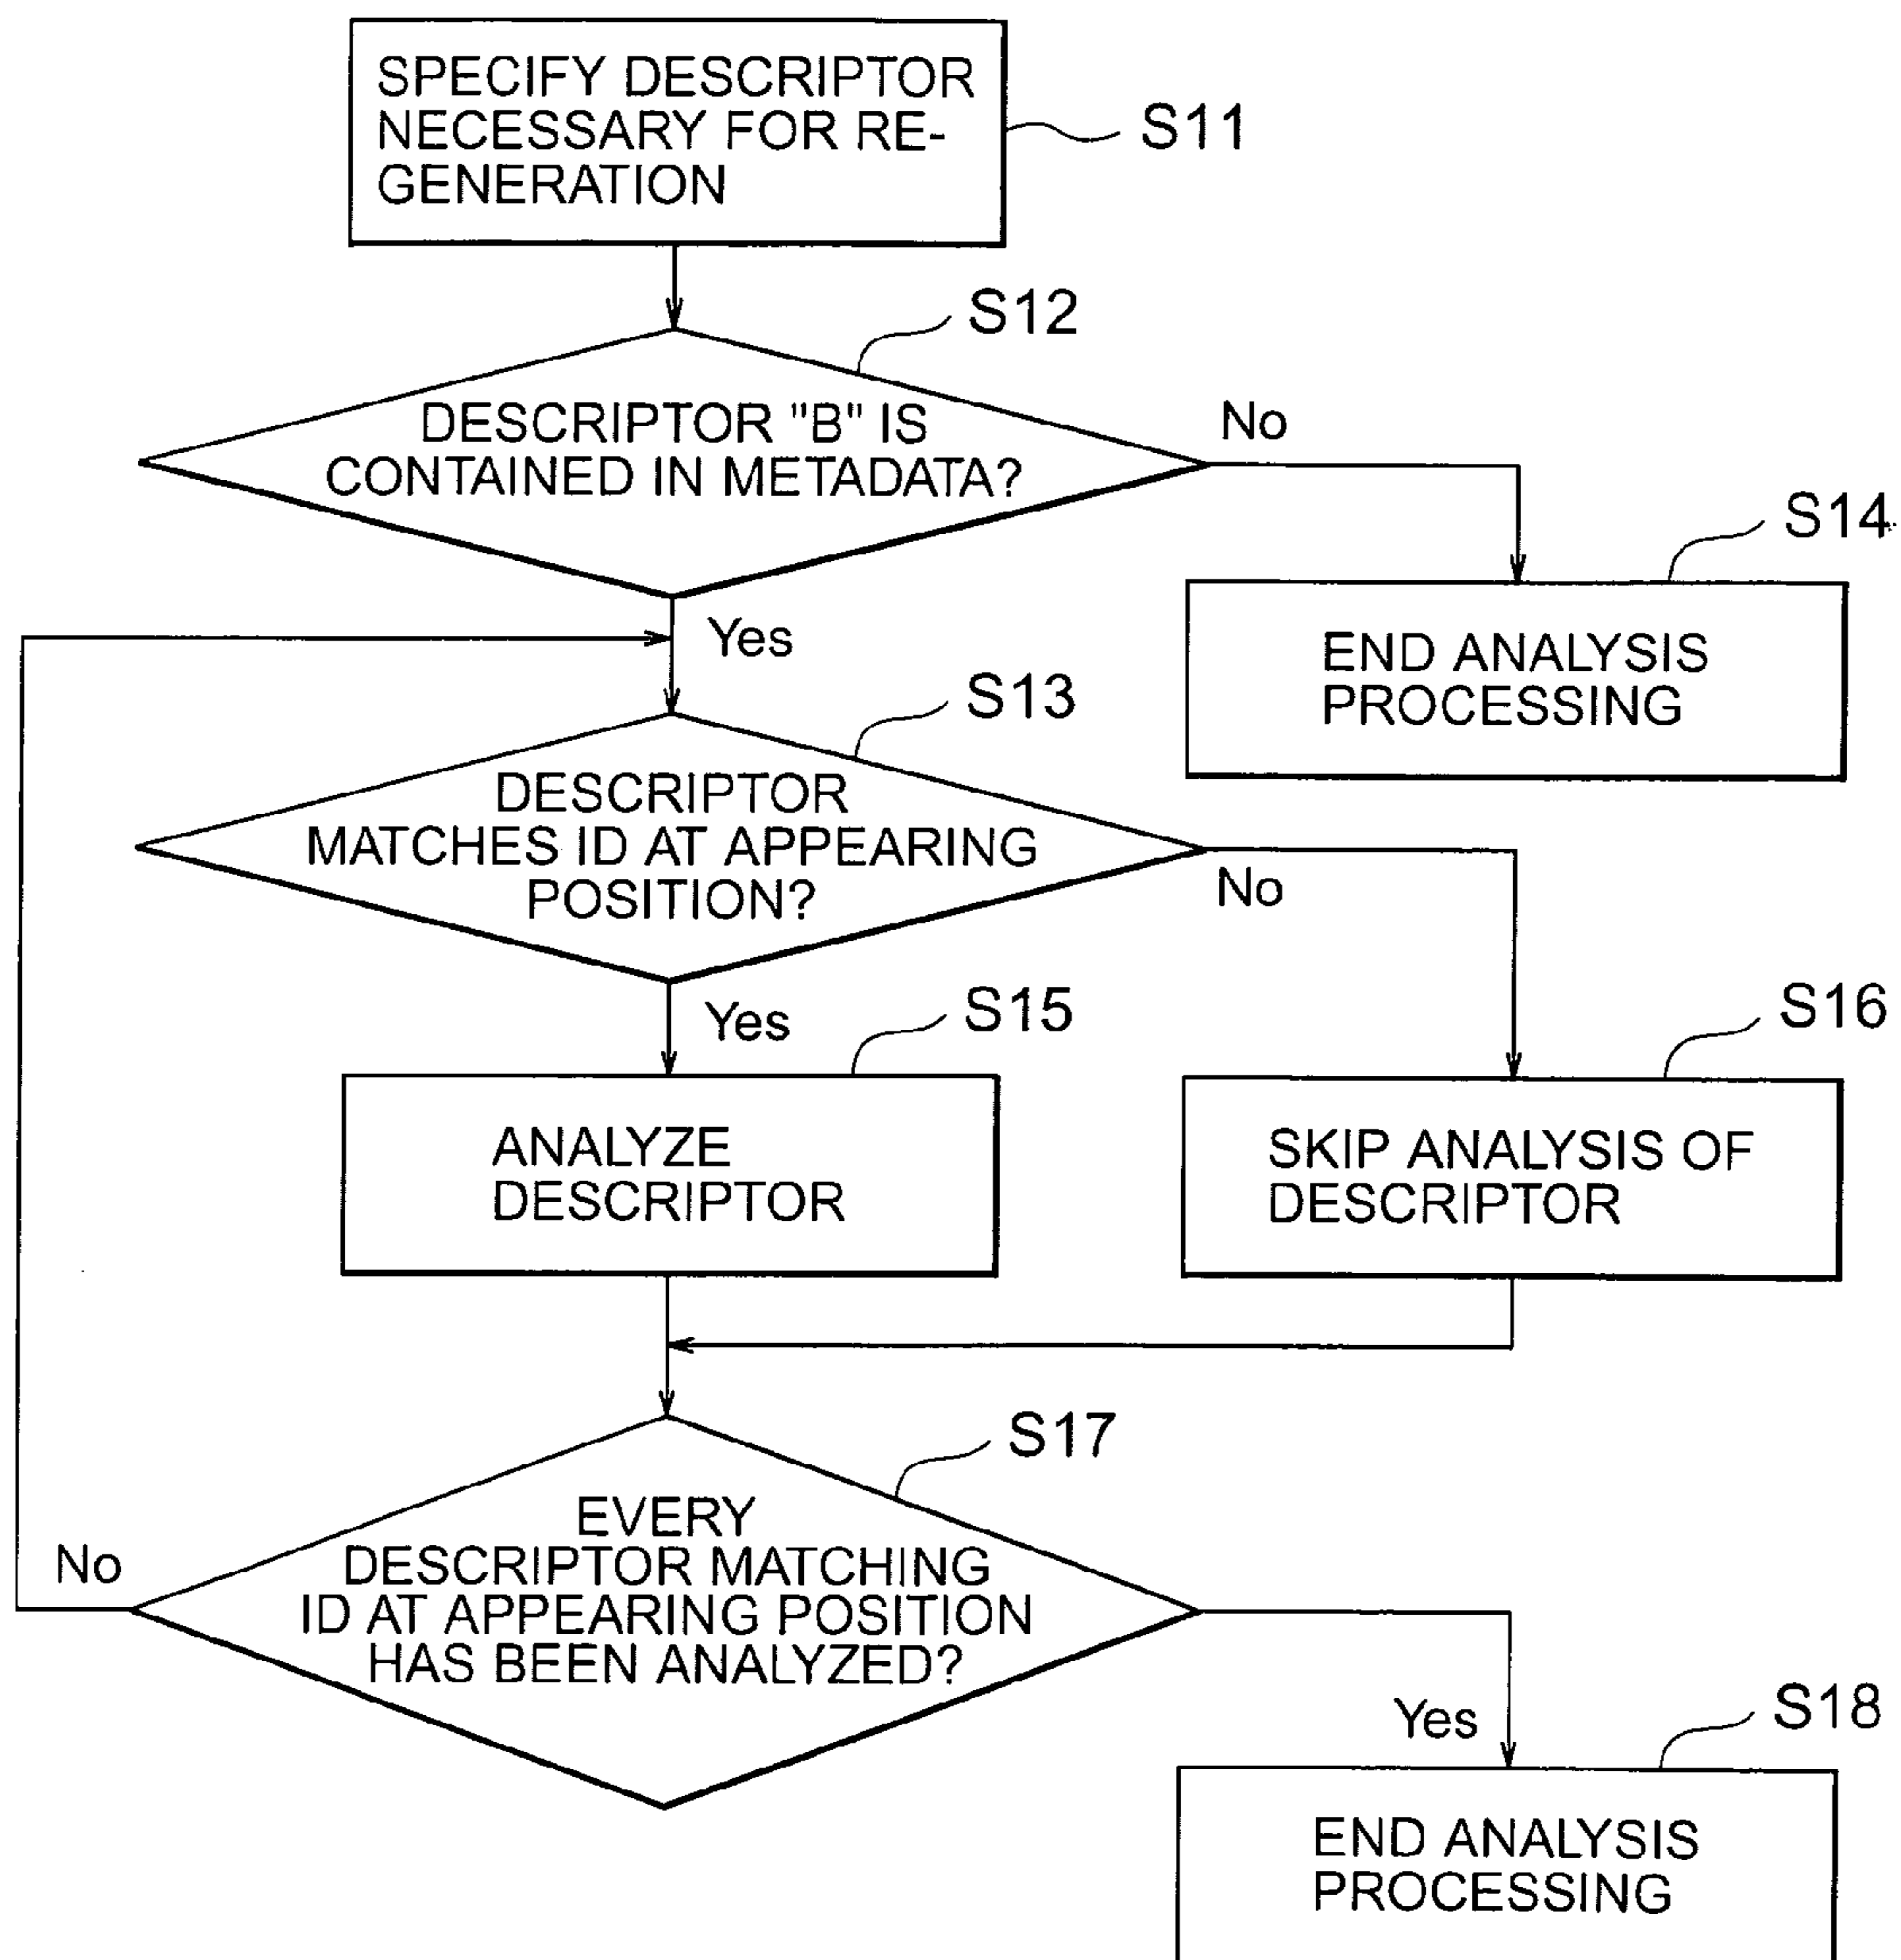 SPECIFY DESCRIPTOR
NECESSARY FOR RE-
GENERATION
S11
S12
DESCRIPTOR "B" IS
CONTAINED IN METADATA?
No
S14
END ANALYSIS
PROCESSING
Yes
S13
DESCRIPTOR
MATCHES ID AT APPEARING
POSITION?
No
Yes
S15
S16
ANALYZE
DESCRIPTOR
SKIP ANALYSIS OF
DESCRIPTOR
S17
EVERY
DESCRIPTOR MATCHING
ID AT APPEARING POSITION
HAS BEEN ANALYZED?
No
Yes
S18
END ANALYSIS
PROCESSING